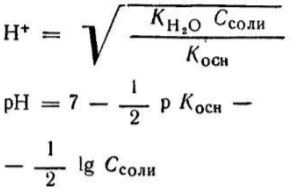 H⁺ = √(K_H₂O C_соли / K_осн)
pH = 7 − 1/2 p K_осн −
− 1/2 lg C_соли